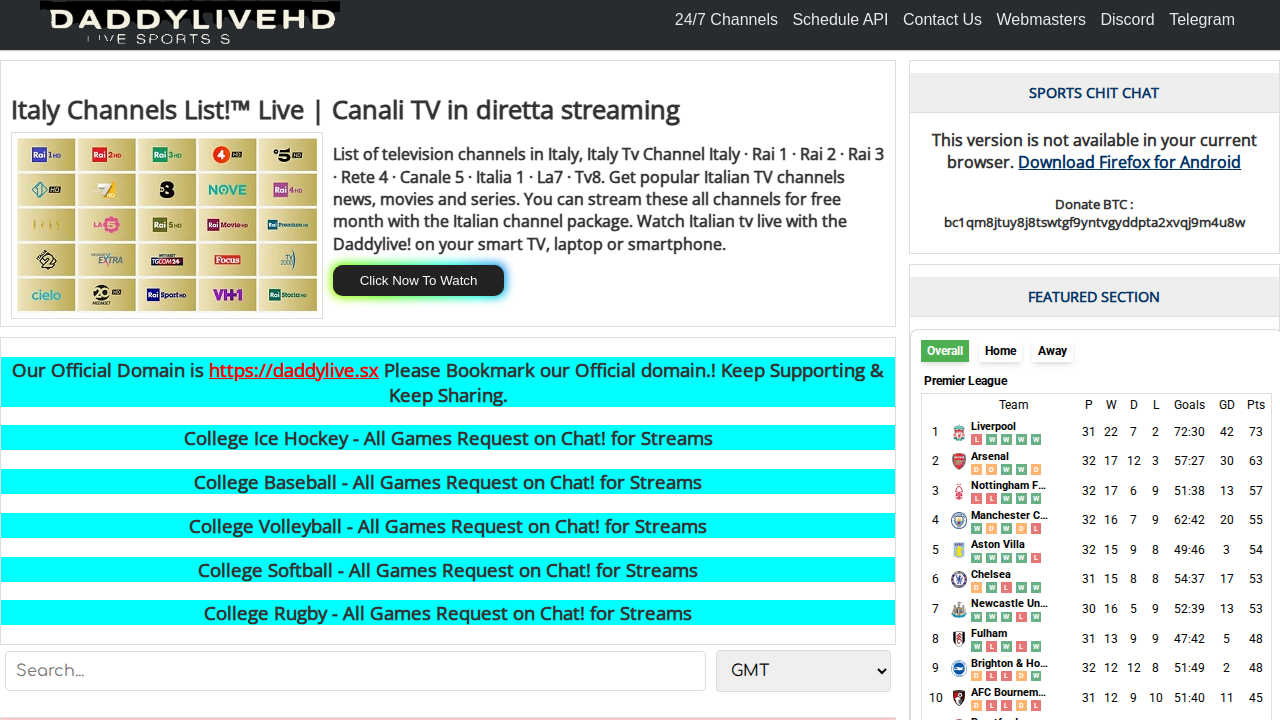 DADDYLIVEHD
LIVE SPORTS S
24/7 Channels Schedule API Contact Us Webmasters Discord Telegram
Italy Channels List!™ Live | Canali TV in diretta streaming
Rai 1 HD Rai 2 HD Rai 3 HD 4 HD 5 HD
1 HD 7 8 NOVE Rai 4 HD
IRIS LA 5 Rai 5 HD Rai Movie HD Rai Premium HD
MEDIASET EXTRA MEDIASET TGCOM24 Focus TV 2000
cielo 20 HD MEDIASET Rai Sport HD VH1 Rai Storia HD
List of television channels in Italy, Italy Tv Channel Italy · Rai 1 · Rai 2 · Rai 3
· Rete 4 · Canale 5 · Italia 1 · La7 · Tv8. Get popular Italian TV channels
news, movies and series. You can stream these all channels for free
month with the Italian channel package. Watch Italian tv live with the
Daddylive! on your smart TV, laptop or smartphone.
Click Now To Watch
Our Official Domain is https://daddylive.sx Please Bookmark our Official domain.! Keep Supporting &
Keep Sharing.
College Ice Hockey - All Games Request on Chat! for Streams
College Baseball - All Games Request on Chat! for Streams
College Volleyball - All Games Request on Chat! for Streams
College Softball - All Games Request on Chat! for Streams
College Rugby - All Games Request on Chat! for Streams
Search...
GMT
SPORTS CHIT CHAT
This version is not available in your current
browser. Download Firefox for Android
Donate BTC :
bc1qm8jtuy8j8tswtgf9yntvgyddpta2xvqj9m4u8w
FEATURED SECTION
Overall Home Away
Premier League
Team P W D L Goals GD Pts
1 Liverpool 31 22 7 2 72:30 42 73
L W W W W
2 Arsenal 32 17 12 3 57:27 30 63
D D W W D
3 Nottingham F... 32 17 6 9 51:38 13 57
L L W W W
4 Manchester C... 32 16 7 9 62:42 20 55
W D W D L
5 Aston Villa 32 15 9 8 49:46 3 54
W W W W L
6 Chelsea 31 15 8 8 54:37 17 53
D W L W W
7 Newcastle Un... 30 16 5 9 52:39 13 53
W W W L W
8 Fulham 31 13 9 9 47:42 5 48
W L W L W
9 Brighton & Ho... 32 12 12 8 51:49 2 48
D L L D W
10 AFC Bournem... 31 12 9 10 51:40 11 45
D L L D L